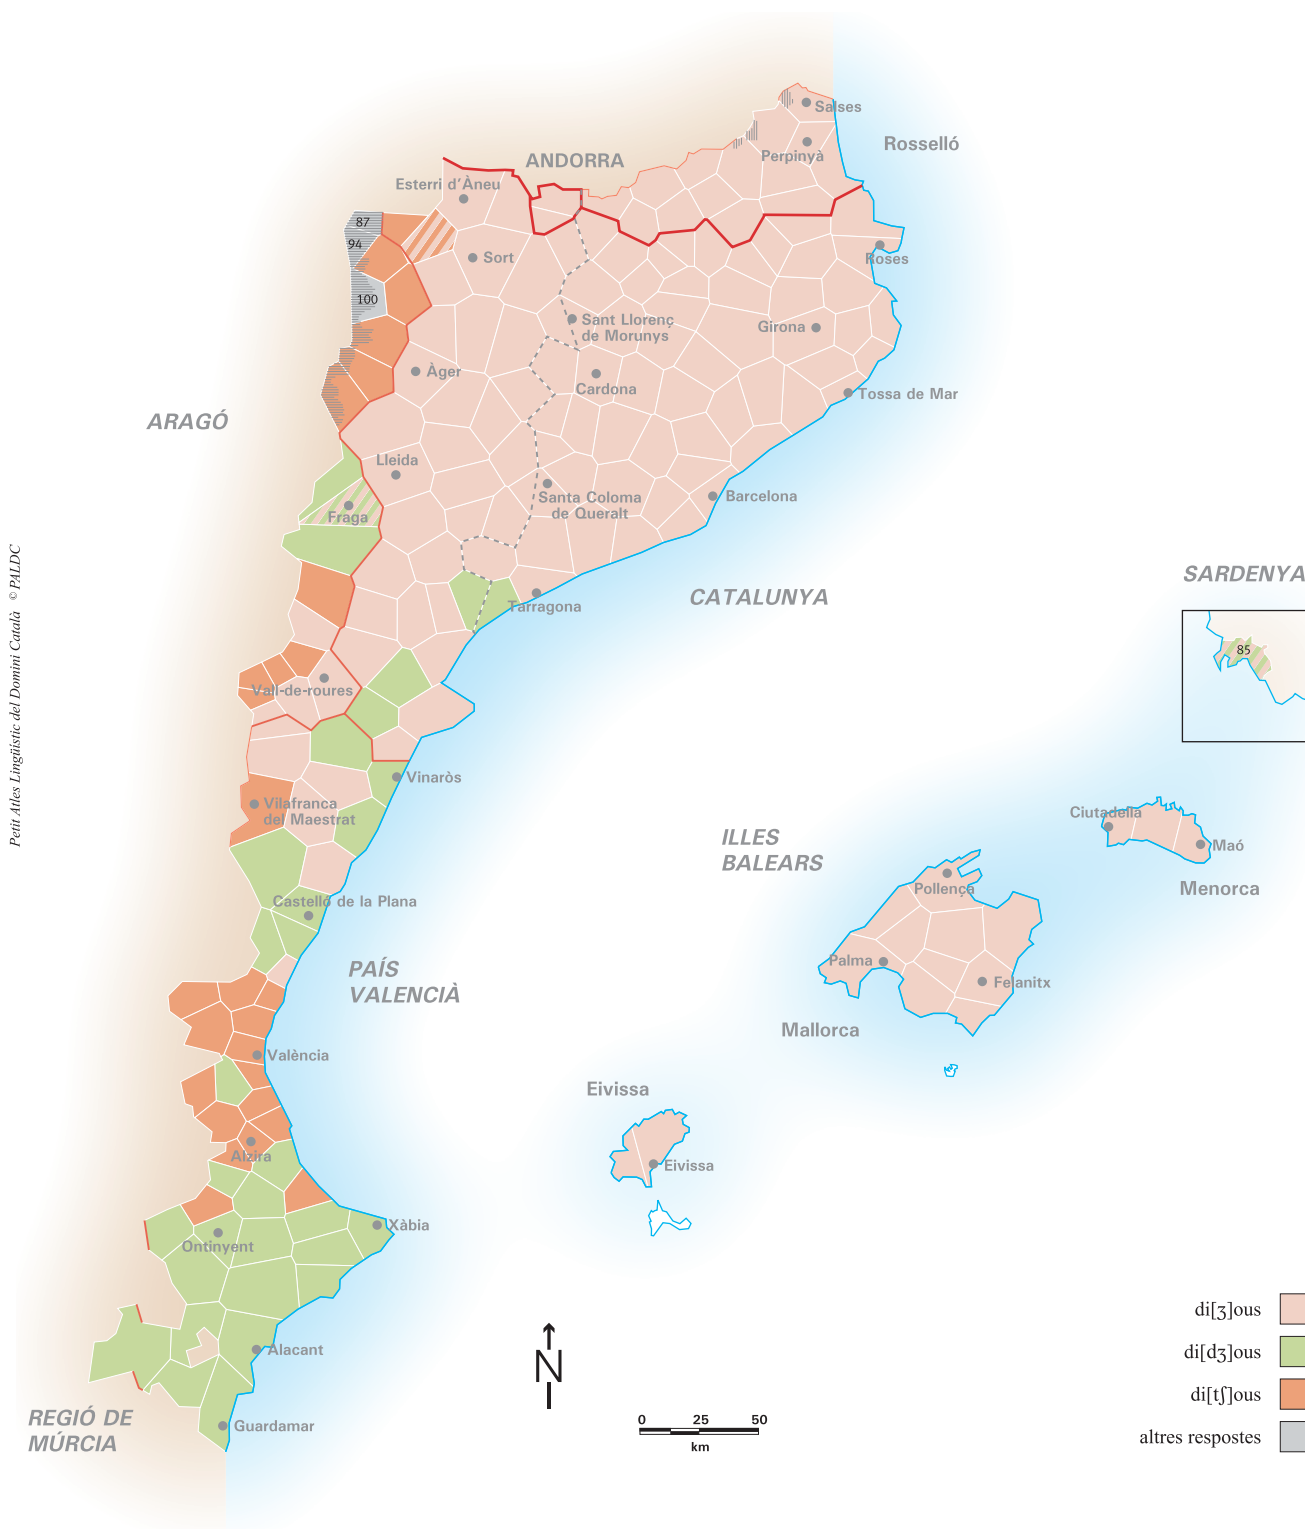 Salses
Rosselló
Perpinyà
ANDORRA
Esterri d'Àneu
87
94
Sort
Roses
100
Sant Llorenç
de Morunys
Girona
Àger
Cardona
Tossa de Mar
ARAGÓ
Lleida
Santa Coloma
de Queralt
Barcelona
Fraga
SARDENYA
CATALUNYA
Tarragona
85
Vall-de-roures
Vinaròs
Vilafranca
del Maestrat
Ciutadella
Maó
ILLES
BALEARS
Pollença
Menorca
Castelló de la Plana
Palma
PAÍS
VALENCIÀ
Felanitx
Mallorca
València
Eivissa
Alzira
Eivissa
Xàbia
Ontinyent
Alacant
N
REGIÓ DE
MÚRCIA
Guardamar
0 25 50
km
di[ʒ]ous
di[dʒ]ous
di[tʃ]ous
altres respostes
Petit Atles Lingüístic del Domini Català © PALDC